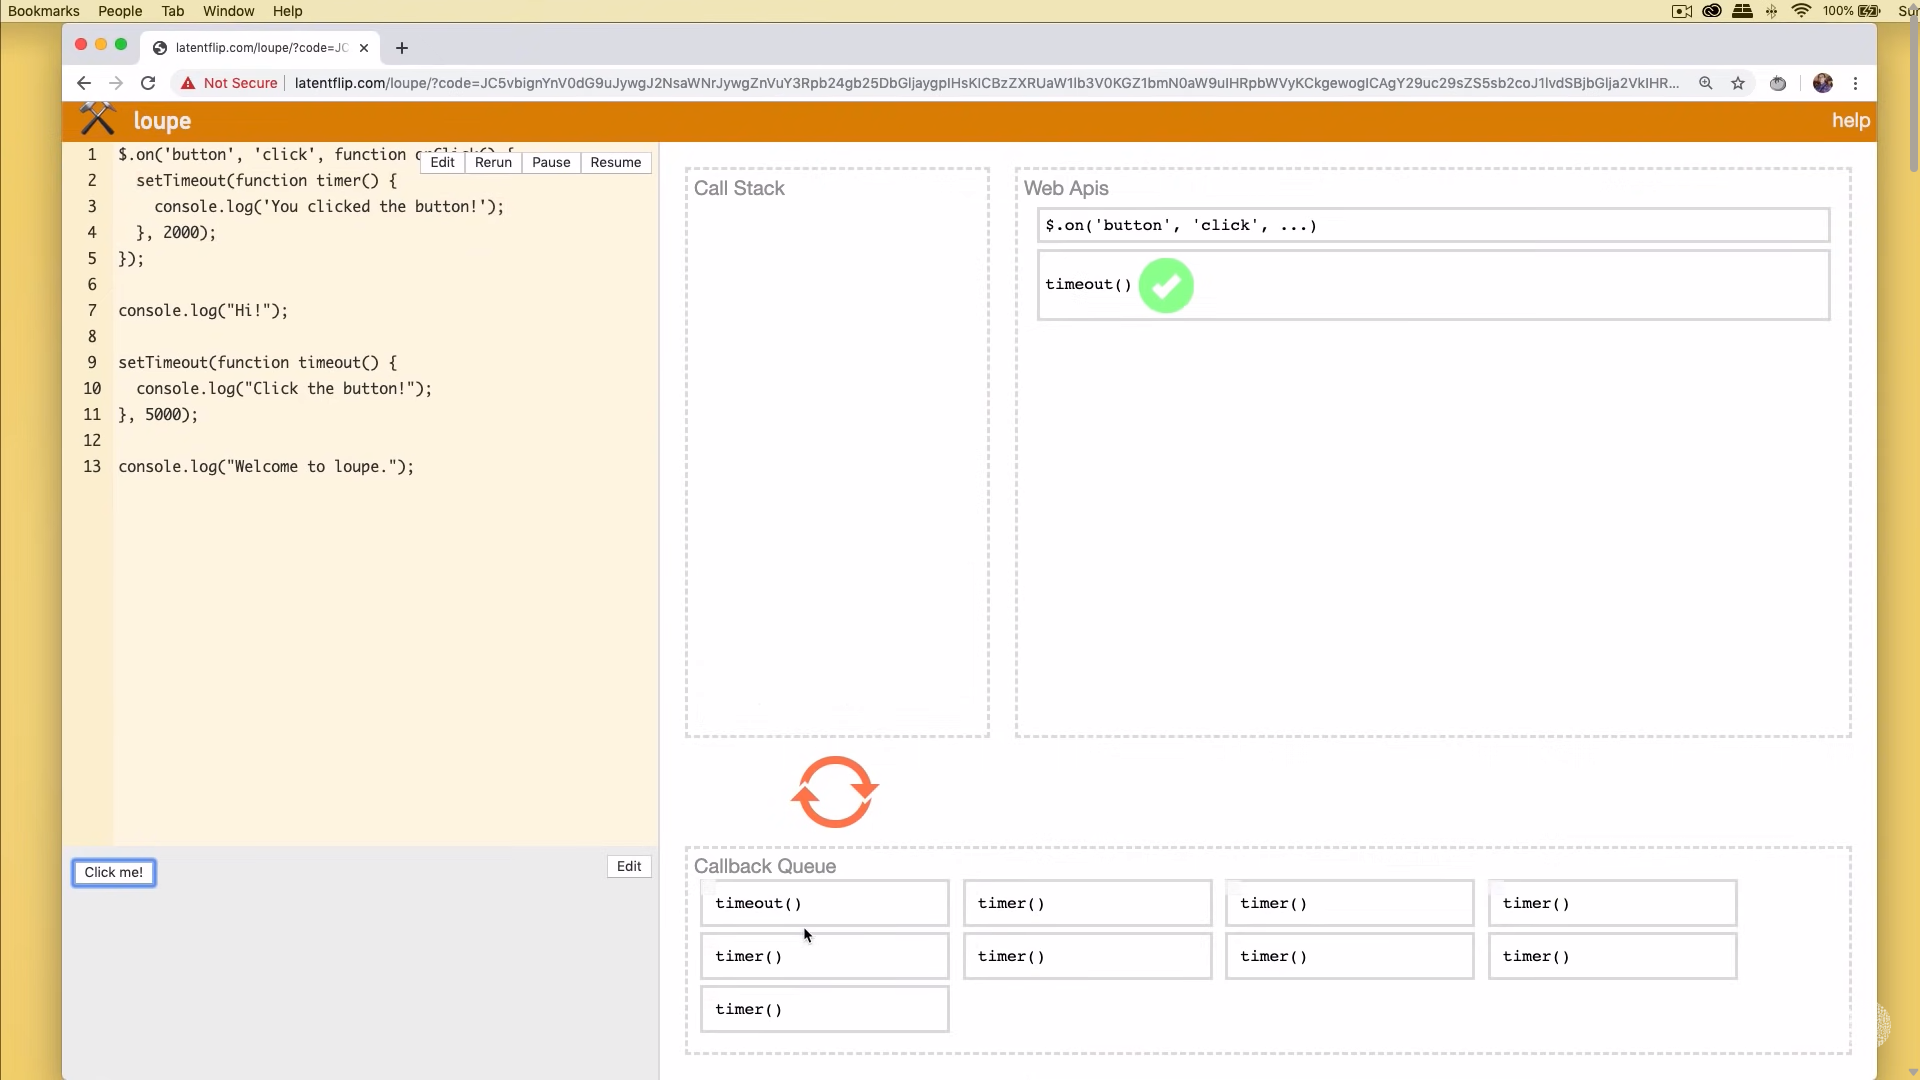 Bookmarks People Tab Window Help 100%
latentflip.com/loupe/?code=JC
Not Secure latentflip.com/loupe/?code=JC5vbignYnV0dG9uJywgJ2NsaWNrJywgZnVuY3Rpb24gb25DbGljaygpIHsKICBzZXRUaW1lb3V0KGZ1bmN0aW9uIHRpbWVyKCkgewogICAgY29uc29sZS5sb2coJ1lvdSBjbGlja2VkIHR...
loupe help
1 $.on('button', 'click', function
Edit Rerun Pause Resume
2 setTimeout(function timer() {
3 console.log('You clicked the button!');
4 }, 2000);
5 });
6
7 console.log("Hi!");
8
9 setTimeout(function timeout() {
10 console.log("Click the button!");
11 }, 5000);
12
13 console.log("Welcome to loupe.");
Click me! Edit
Call Stack
Web Apis
$.on('button', 'click', ...)
timeout()
Callback Queue
timeout() timer() timer() timer()
timer() timer() timer() timer()
timer()